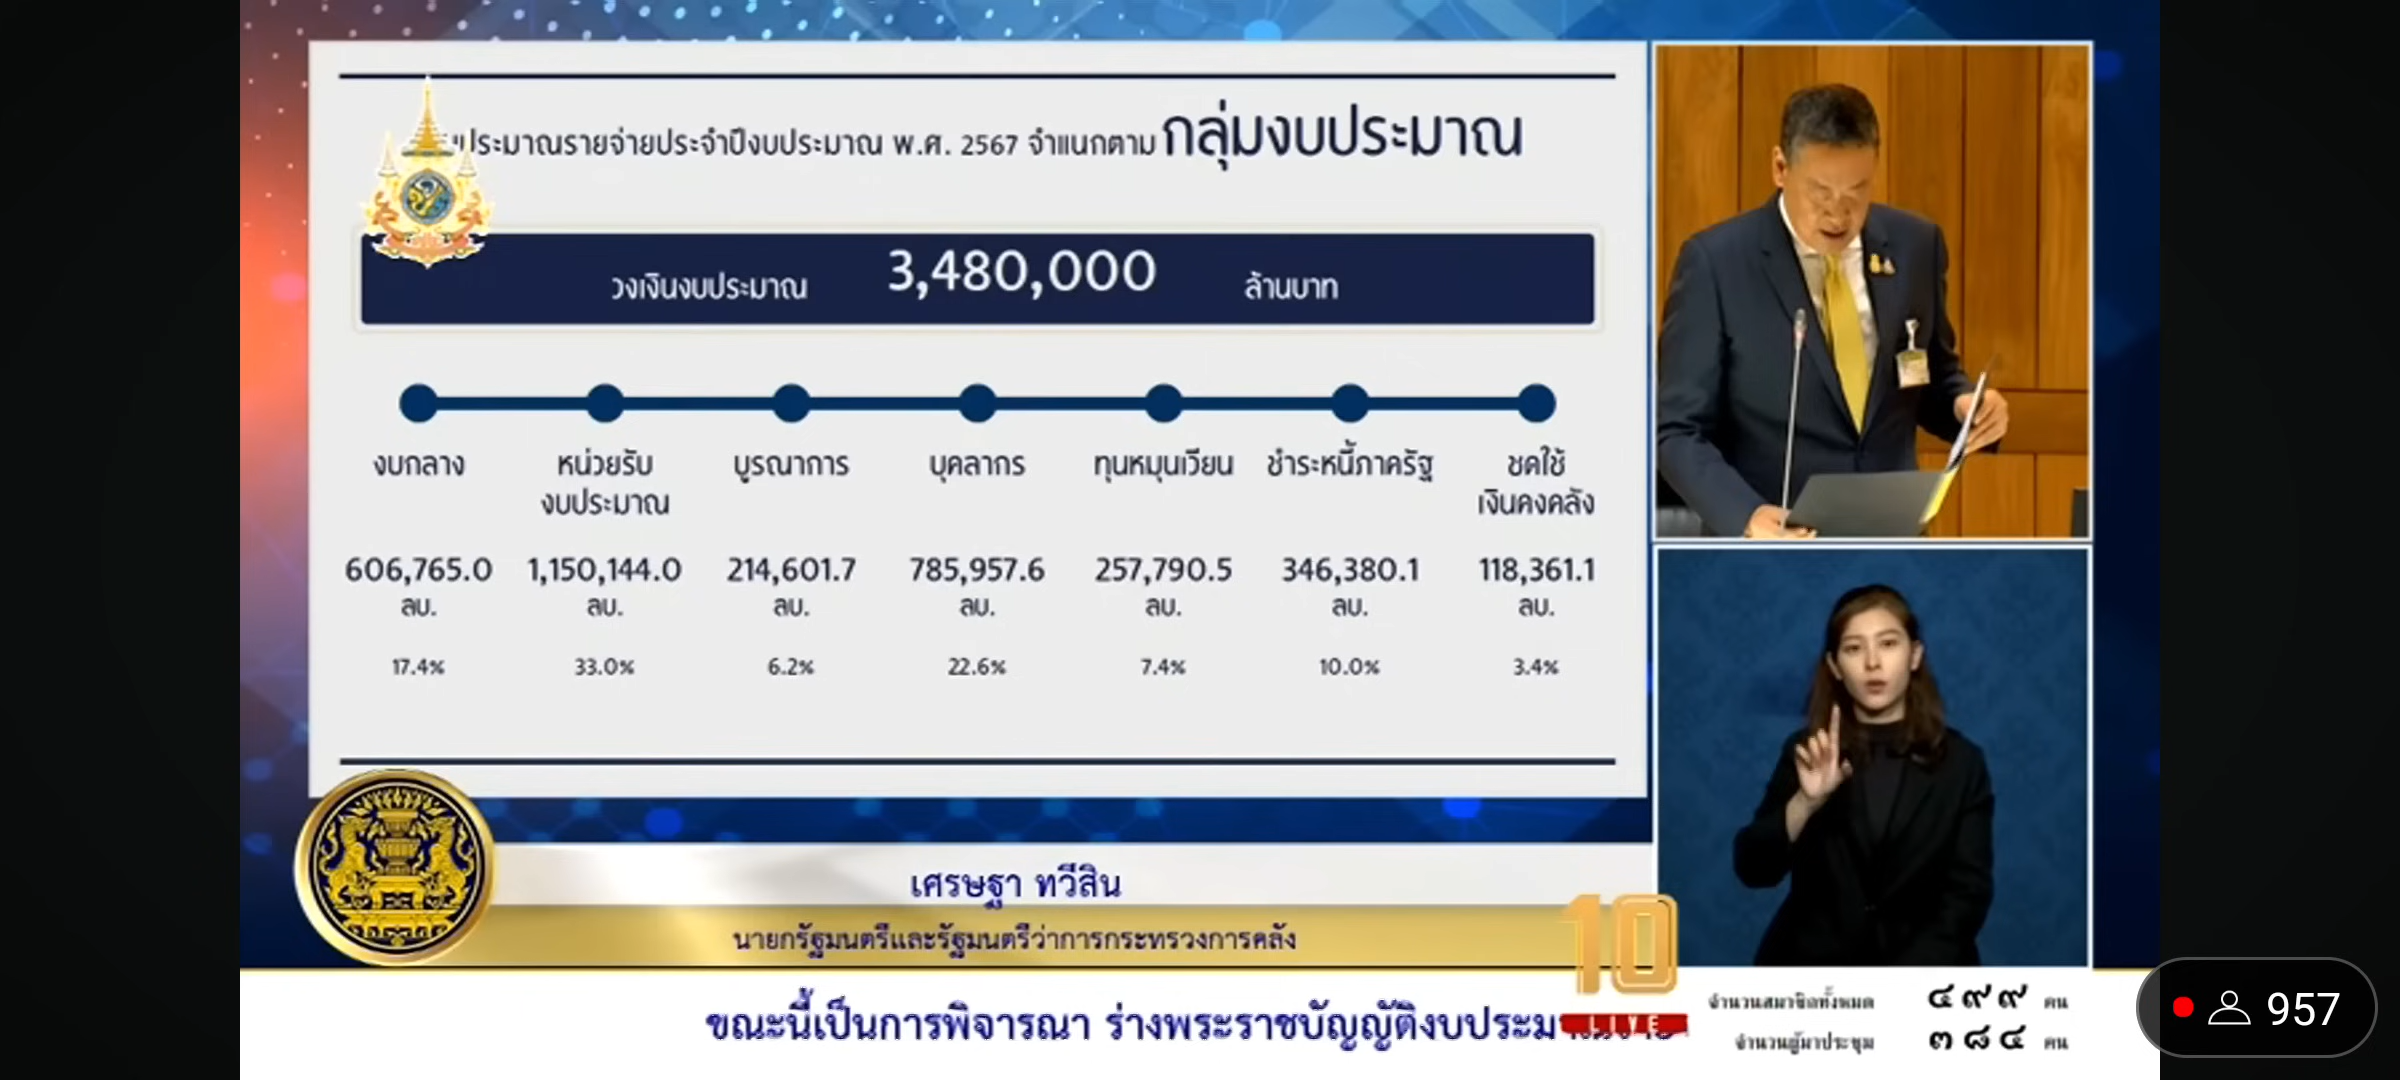 ประมาณรายจ่ายประจำปีงบประมาณ พ.ศ. 2567 จำแนกตาม กลุ่มงบประมาณ
วงเงินงบประมาณ 3,480,000 ล้านบาท
งบกลาง
หน่วยรับ
งบประมาณ
บูรณาการ
บุคลากร
ทุนหมุนเวียน
ชำระหนี้ภาครัฐ
ชดใช้
เงินคงคลัง
606,765.0 1,150,144.0 214,601.7 785,957.6 257,790.5 346,380.1 118,361.1
ลบ. ลบ. ลบ. ลบ. ลบ. ลบ. ลบ.
17.4% 33.0% 6.2% 22.6% 7.4% 10.0% 3.4%
เศรษฐา ทวีสิน
นายกรัฐมนตรีและรัฐมนตรีว่าการกระทรวงการคลัง
10
LIVE
ขณะนี้เป็นการพิจารณา ร่างพระราชบัญญัติงบประม
จำนวนสมาชิกทั้งหมด ๔๙๙ คน
จำนวนผู้มาประชุม ๓๘๔ คน
957